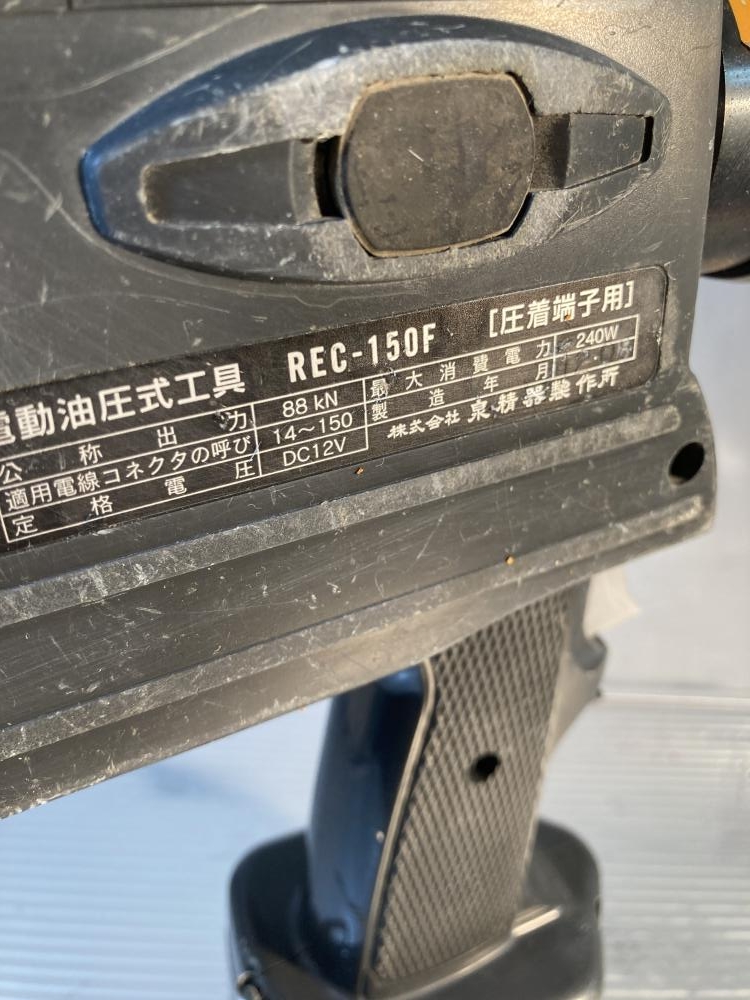 電動油圧式工具 REC-150F [圧着端子用]
公称出力 88 kN 最大消費電力 240W
適用電線コネクタの呼び 14~150 製造年月
定格電圧 DC12V 株式会社 泉精器製作所